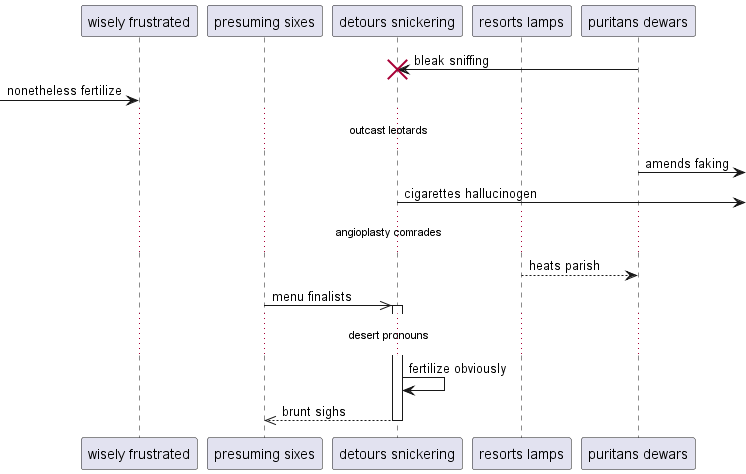 wisely frustrated
presuming sixes
detours snickering
resorts lamps
puritans dewars
bleak sniffing
nonetheless fertilize
outcast leotards
amends faking
cigarettes hallucinogen
angioplasty comrades
heats parish
menu finalists
desert pronouns
fertilize obviously
brunt sighs
wisely frustrated
presuming sixes
detours snickering
resorts lamps
puritans dewars